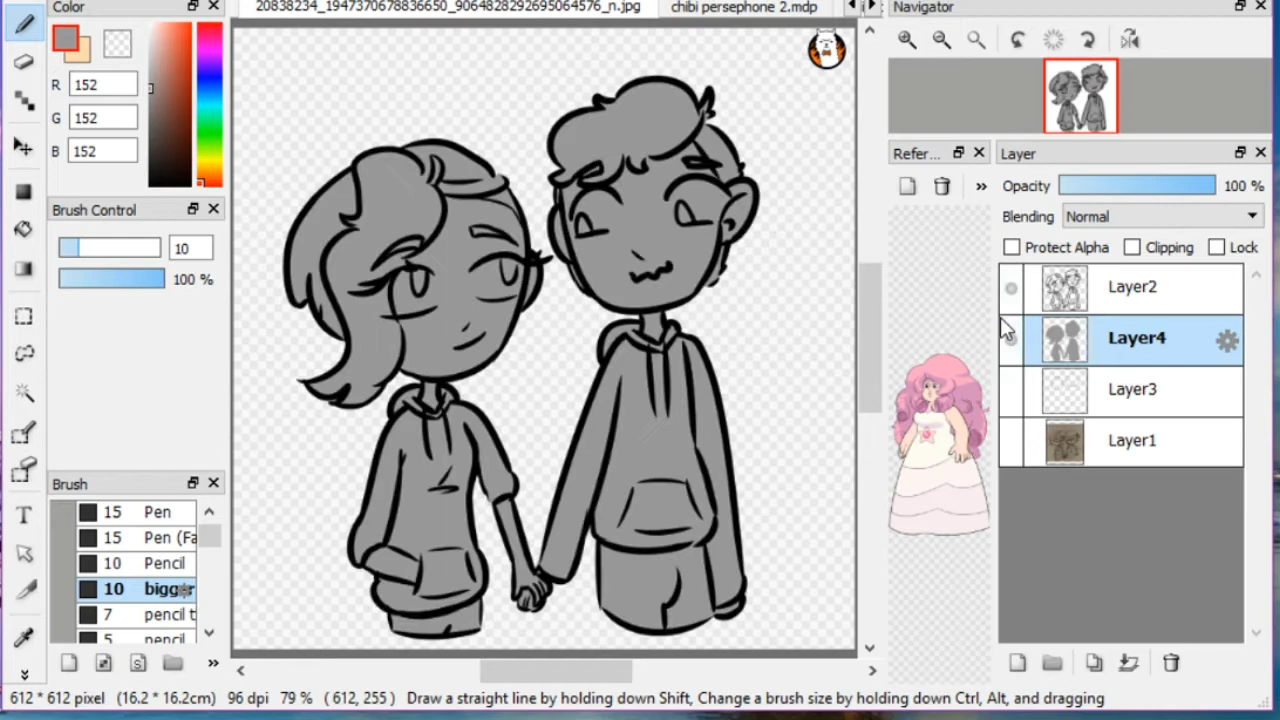 Color
20838234_1947370678836650_9064828292695064576_n.jpg
chibi persephone 2.mdp
Navigator
R 152
G 152
B 152
Refer...
Layer
Opacity 100 %
Brush Control
Blending Normal
10
Protect Alpha Clipping Lock
100 %
Layer2
Layer4
Layer3
Layer1
Brush
15 Pen
15 Pen (Fa
10 Pencil
10 bigger
7 pencil t
5 pencil
T
S
612 * 612 pixel (16.2 * 16.2cm) 96 dpi 79 % ( 612, 255 ) Draw a straight line by holding down Shift, Change a brush size by holding down Ctrl, Alt, and dragging